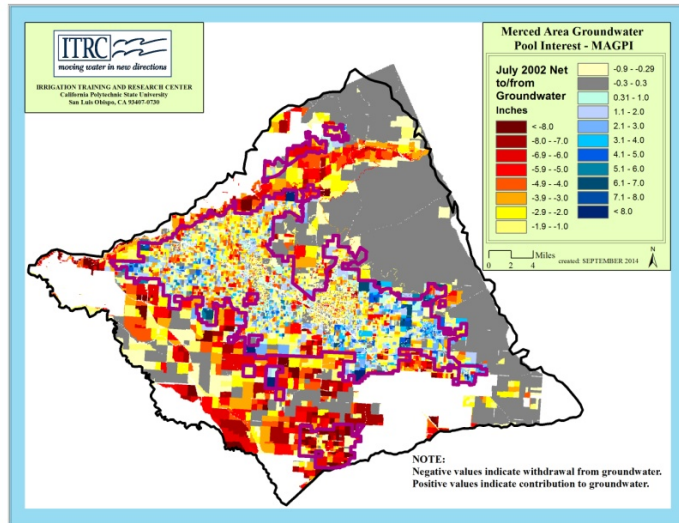 ITRC
moving water in new directions
IRRIGATION TRAINING AND RESEARCH CENTER
California Polytechnic State University
San Luis Obispo, CA 93407-0730
Merced Area Groundwater
Pool Interest - MAGPI
July 2002 Net
to/from
Groundwater
Inches
< -8.0
-8.0 - -7.0
-6.9 - -6.0
-5.9 - -5.0
-4.9 - -4.0
-3.9 - -3.0
-2.9 - -2.0
-1.9 - -1.0
-0.9 - -0.29
-0.3 - 0.3
0.31 - 1.0
1.1 - 2.0
2.1 - 3.0
3.1 - 4.0
4.1 - 5.0
5.1 - 6.0
6.1 - 7.0
7.1 - 8.0
< 8.0
Miles
0 2 4
created: SEPTEMBER 2014
N
NOTE:
Negative values indicate withdrawal from groundwater.
Positive values indicate contribution to groundwater.